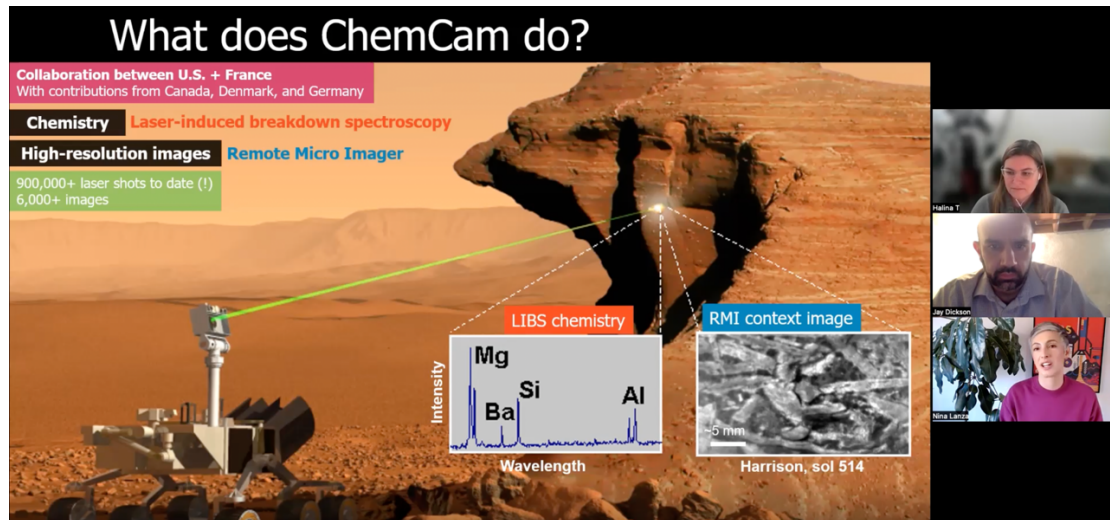 What does ChemCam do?
Collaboration between U.S. + France
With contributions from Canada, Denmark, and Germany
Chemistry Laser-induced breakdown spectroscopy
High-resolution images Remote Micro Imager
900,000+ laser shots to date (!)
6,000+ images
LIBS chemistry
RMI context image
Intensity
Mg
Ba
Si
Al
Wavelength
~5 mm
Harrison, sol 514
Halina T
Jay Dickson
Nina Lanza